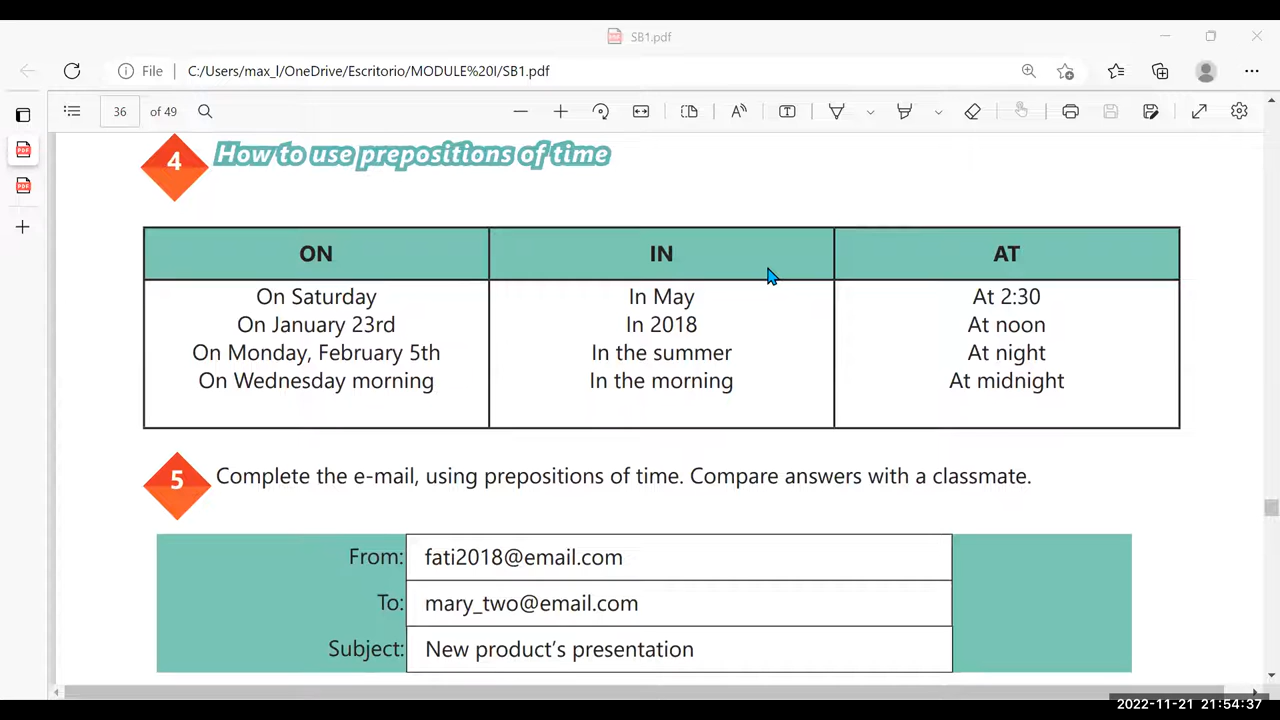 SB1.pdf
File
C:/Users/max_l/OneDrive/Escritorio/MODULE%20I/SB1.pdf
36 of 49
4 How to use prepositions of time
ON IN AT
On Saturday In May At 2:30
On January 23rd In 2018 At noon
On Monday, February 5th In the summer At night
On Wednesday morning In the morning At midnight
5 Complete the e-mail, using prepositions of time. Compare answers with a classmate.
From: fati2018@email.com
To: mary_two@email.com
Subject: New product’s presentation
2022-11-21 21:54:37